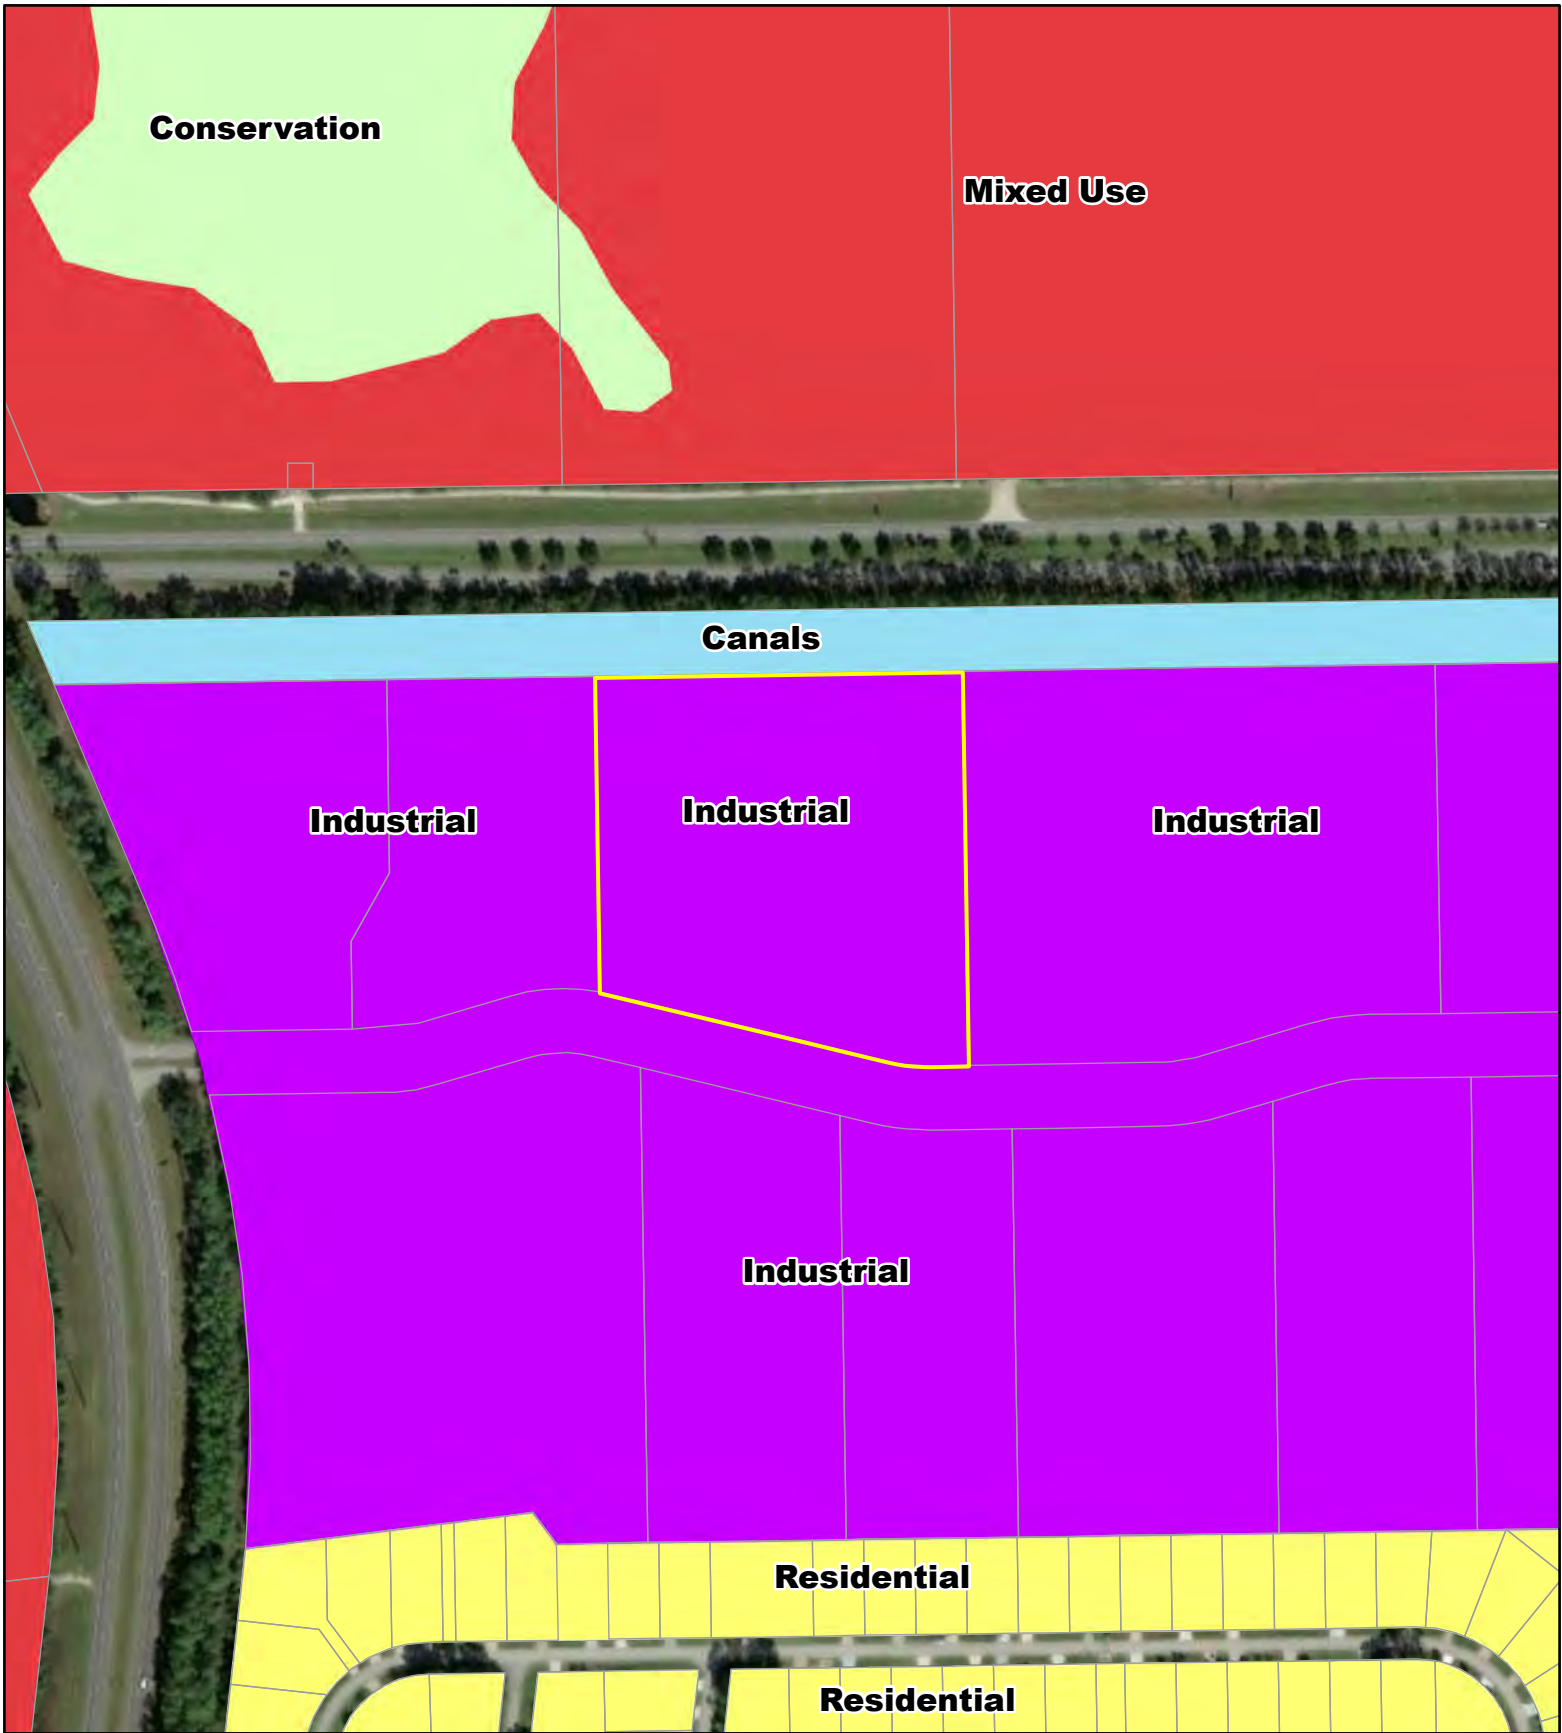 Conservation
Mixed Use
Canals
Industrial
Industrial
Industrial
Industrial
Residential
Residential